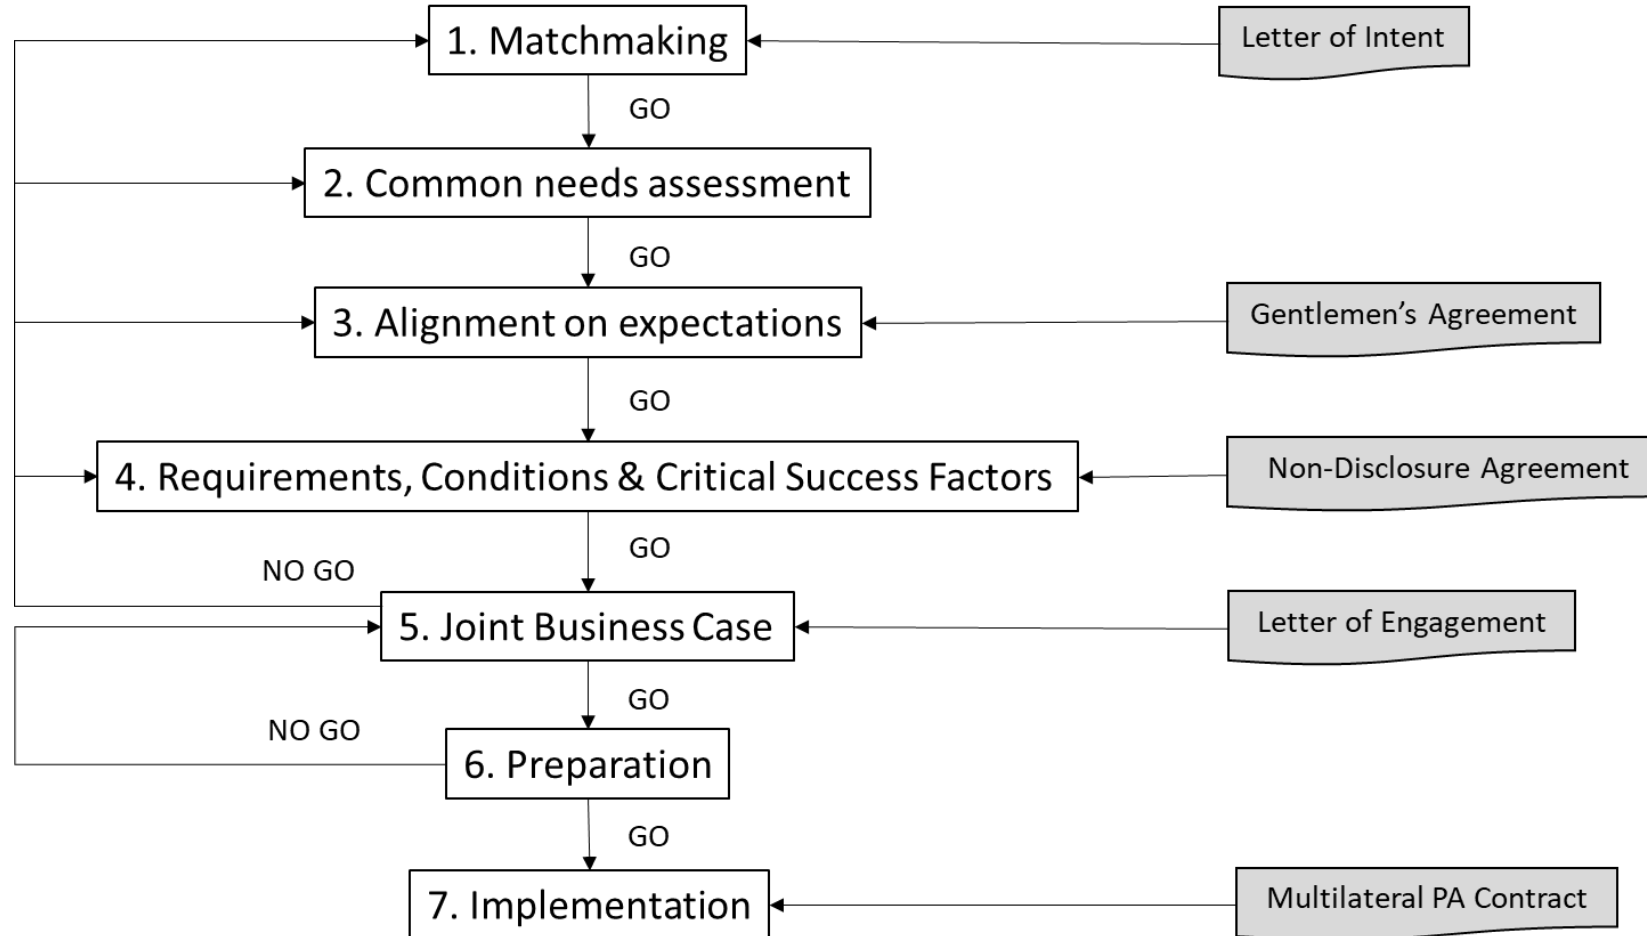 1. Matchmaking
Letter of Intent
GO
2. Common needs assessment
GO
3. Alignment on expectations
Gentlemen’s Agreement
GO
4. Requirements, Conditions & Critical Success Factors
Non-Disclosure Agreement
GO
NO GO
5. Joint Business Case
Letter of Engagement
GO
NO GO
6. Preparation
GO
7. Implementation
Multilateral PA Contract